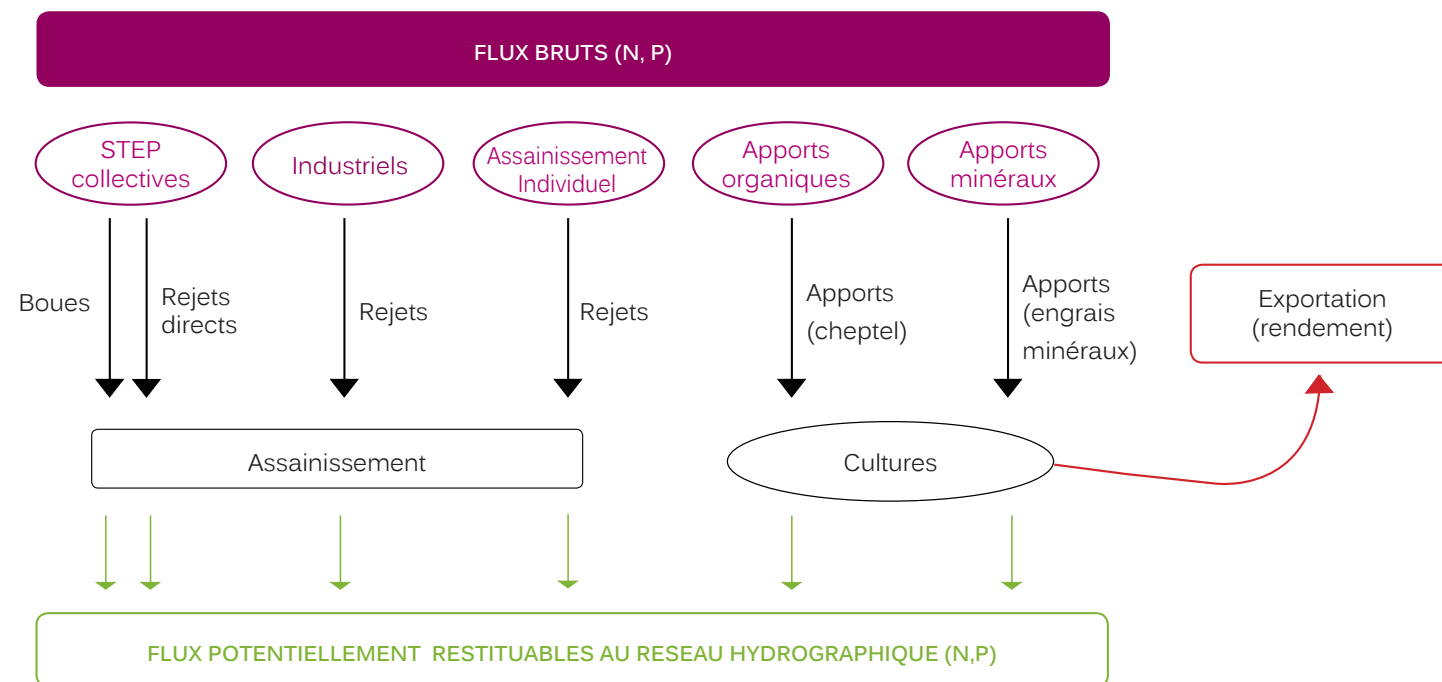 FLUX BRUTS (N, P)
STEP
collectives
Industriels
Assainissement
Individuel
Apports
organiques
Apports
minéraux
Boues
Rejets
directs
Rejets
Rejets
Apports
(cheptel)
Apports
(engrais
minéraux)
Exportation
(rendement)
Assainissement
Cultures
FLUX POTENTIELLEMENT RESTITUABLES AU RESEAU HYDROGRAPHIQUE (N,P)